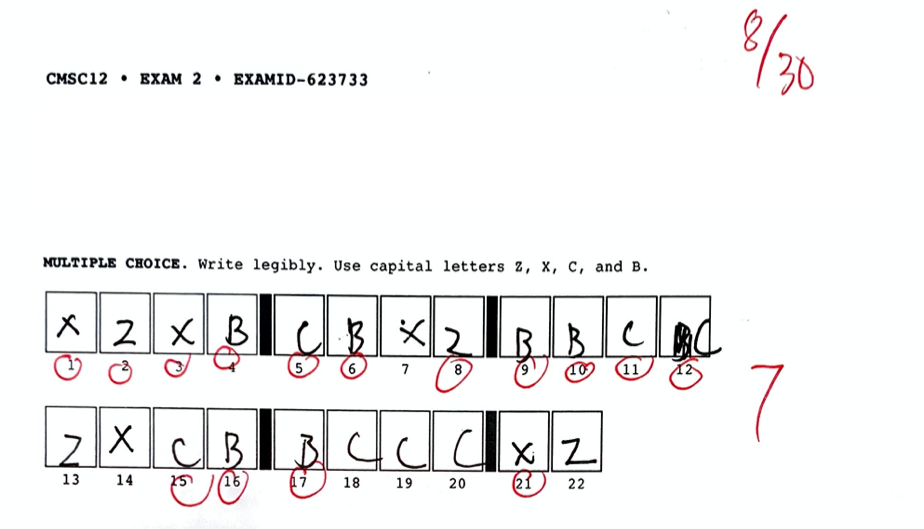 8/30
CMSC12 • EXAM 2 • EXAMID-623733
MULTIPLE CHOICE. Write legibly. Use capital letters Z, X, C, and B.
X Z X B C B X Z B B C C
1 2 3 4 5 6 7 8 9 10 11 12
7
Z X C B B C C C X Z
13 14 15 16 17 18 19 20 21 22